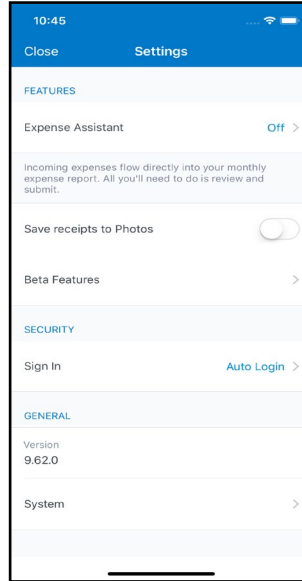 10:45
Close Settings
FEATURES
Expense Assistant Off
Incoming expenses flow directly into your monthly
expense report. All you'll need to do is review and
submit.
Save receipts to Photos
Beta Features
SECURITY
Sign In Auto Login
GENERAL
Version
9.62.0
System